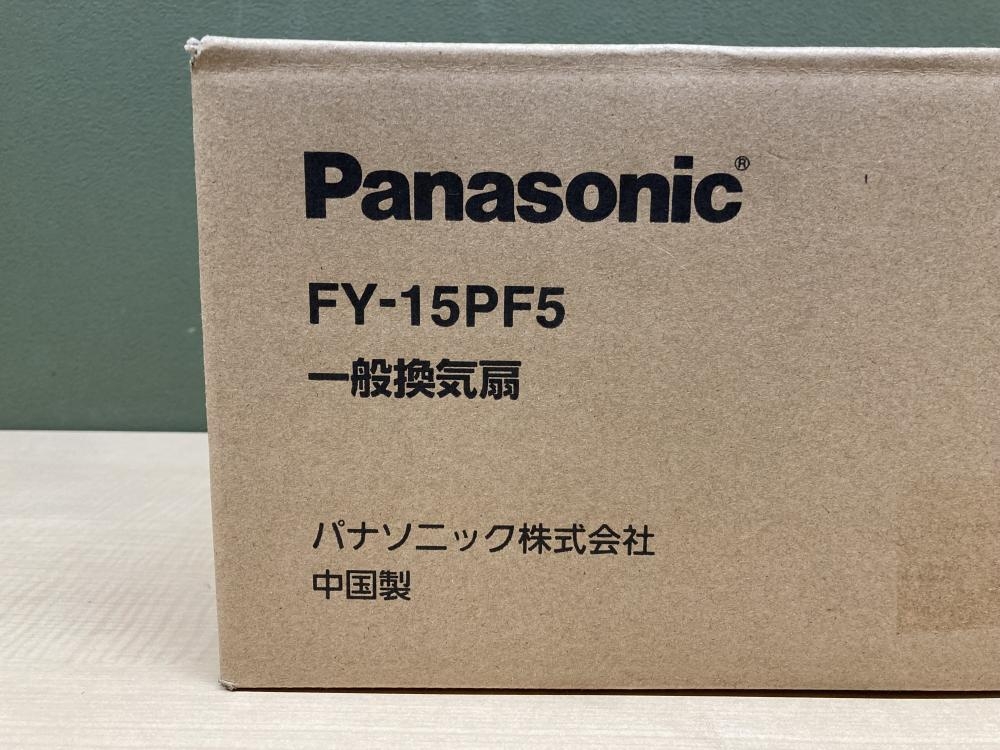 Panasonic®
FY-15PF5
一般換気扇
パナソニック株式会社
中国製